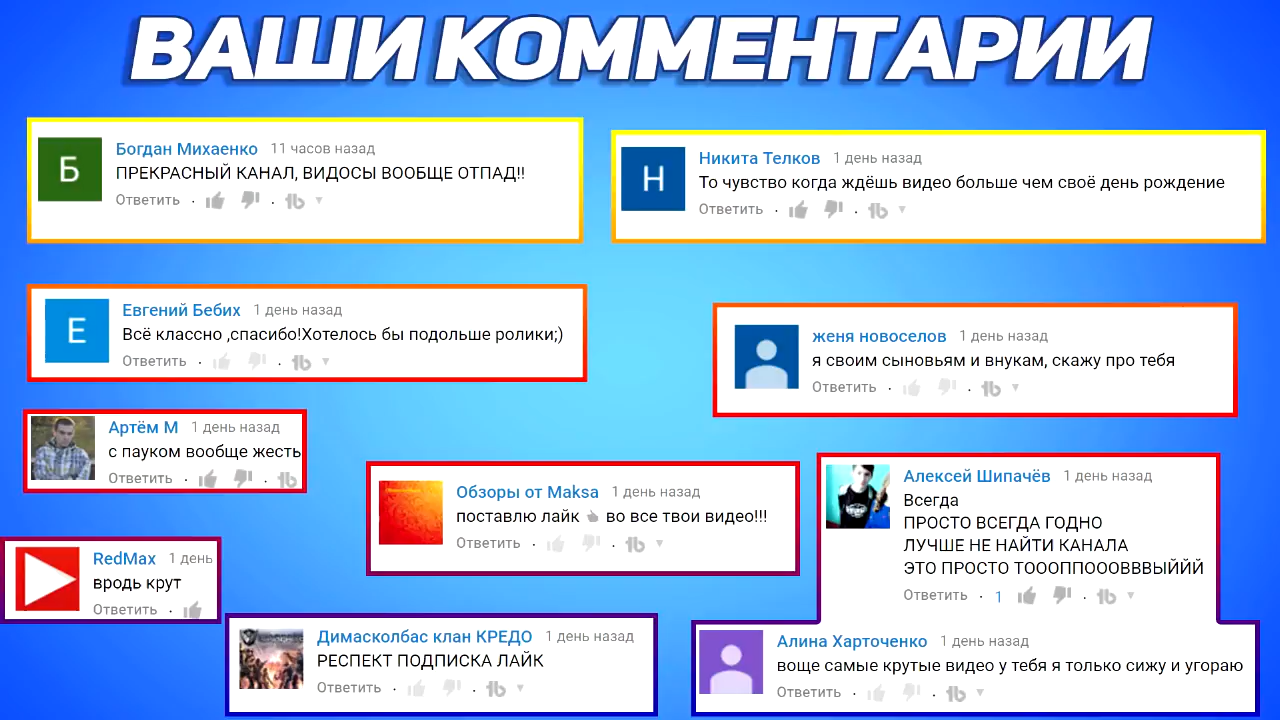 ВАШИ КОММЕНТАРИИ
Б
Богдан Михаенко 11 часов назад
ПРЕКРАСНЫЙ КАНАЛ, ВИДОСЫ ВООБЩЕ ОТПАД!!
Ответить
Н
Никита Телков 1 день назад
То чувство когда ждёшь видео больше чем своё день рождение
Ответить
Е
Евгений Бебих 1 день назад
Всё классно ,спасибо!Хотелось бы подольше ролики;)
Ответить
женя новоселов 1 день назад
я своим сыновьям и внукам, скажу про тебя
Ответить
Артём М 1 день назад
с пауком вообще жесть
Ответить
Обзоры от Maksa 1 день назад
поставлю лайк во все твои видео!!!
Ответить
Алексей Шипачёв 1 день назад
Всегда
ПРОСТО ВСЕГДА ГОДНО
ЛУЧШЕ НЕ НАЙТИ КАНАЛА
ЭТО ПРОСТО ТОООППОООВВВЫЙЙЙ
Ответить 1
RedMax 1 день
вродь крут
Ответить
Димасколбас клан КРЕДО 1 день назад
РЕСПЕКТ ПОДПИСКА ЛАЙК
Ответить
Алина Харточенко 1 день назад
воще самые крутые видео у тебя я только сижу и угораю
Ответить